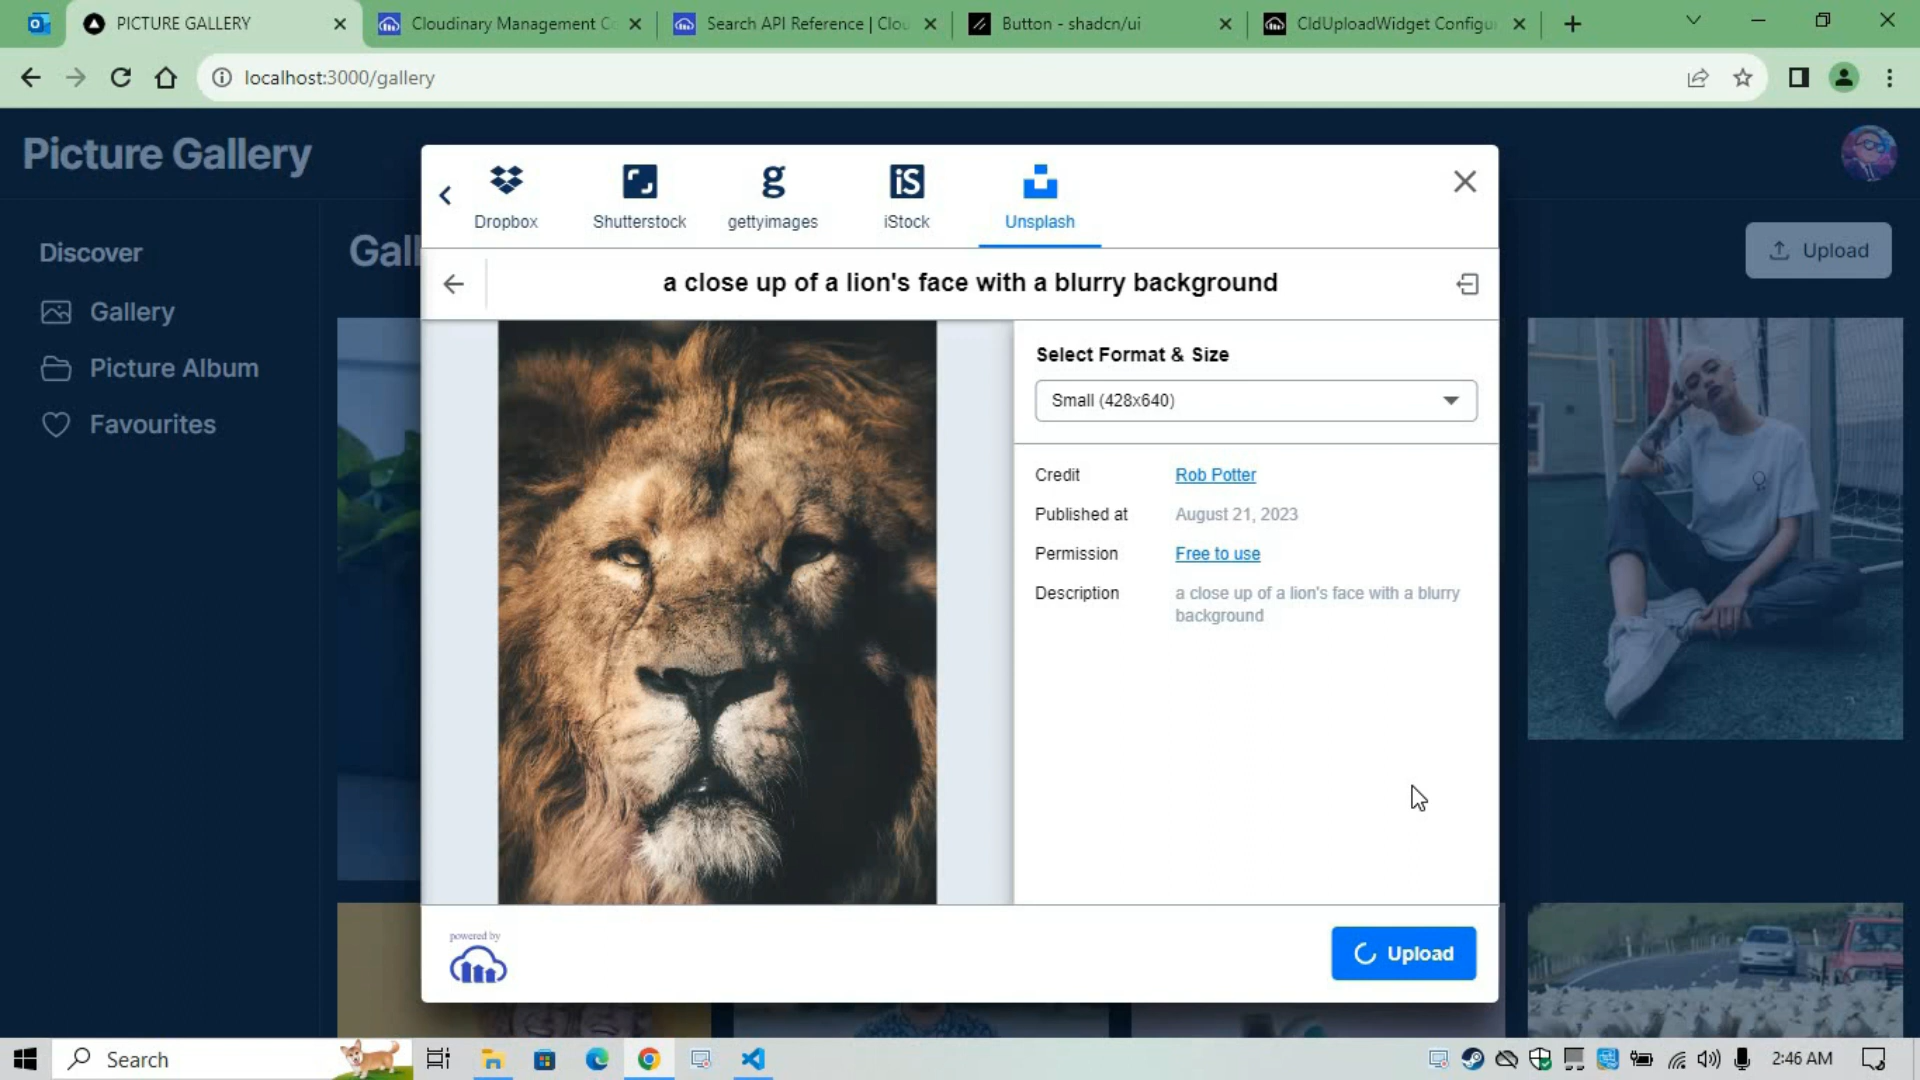 PICTURE GALLERY
Cloudinary Management Co
Search API Reference | Clou
Button - shadcn/ui
CldUploadWidget Configu
localhost:3000/gallery
Picture Gallery
Dropbox
Shutterstock
gettyimages
iS
iStock
Unsplash
Discover
Gall
Upload
a close up of a lion's face with a blurry background
Gallery
Picture Album
Favourites
Select Format & Size
Small (428x640)
Credit
Rob Potter
Published at
August 21, 2023
Permission
Free to use
Description
a close up of a lion's face with a blurry
background
powered by
Upload
Search
2:46 AM